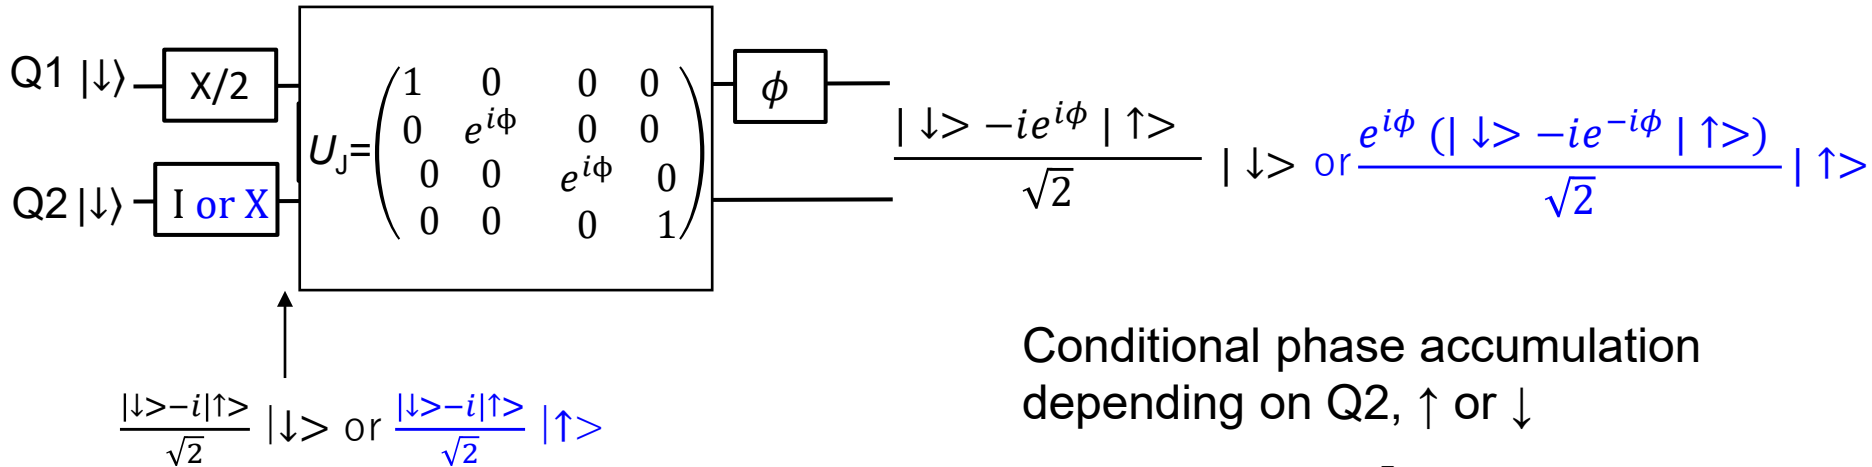 Q1 |↓⟩ X/2 ϕ
U_J= (1 0 0 0
0 e^{iϕ} 0 0
0 0 e^{iϕ} 0
0 0 0 1)
Q2 |↓⟩ I or X
|↓> −ie^{iϕ} |↑> / √2 |↓> or e^{iϕ} (|↓> −ie^{−iϕ} |↑>) / √2 |↑>
Conditional phase accumulation
depending on Q2, ↑ or ↓
|↓>−i|↑> / √2 |↓> or |↓>−i|↑> / √2 |↑>